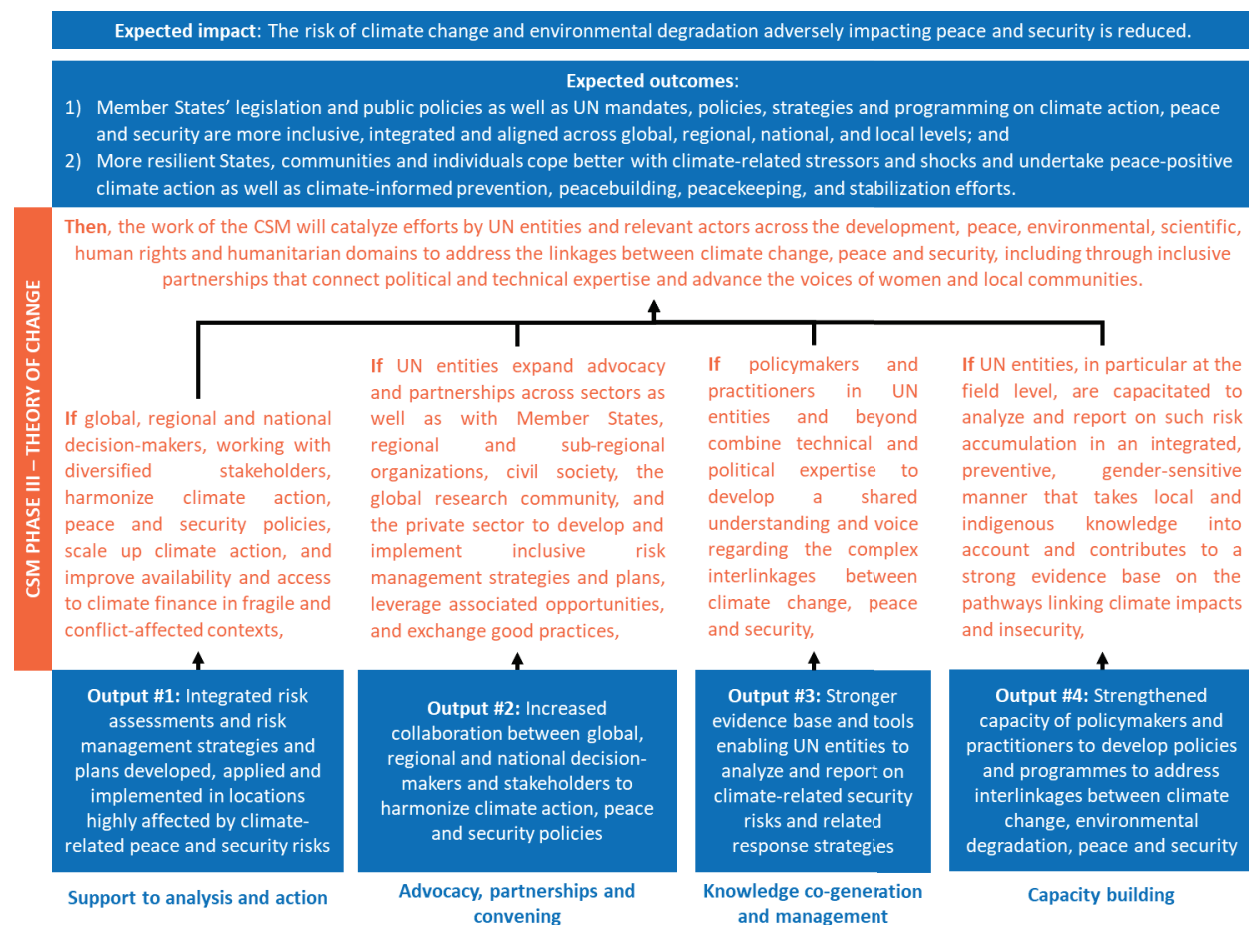 Expected impact: The risk of climate change and environmental degradation adversely impacting peace and security is reduced.
Expected outcomes:
1) Member States' legislation and public policies as well as UN mandates, policies, strategies and programming on climate action, peace
and security are more inclusive, integrated and aligned across global, regional, national, and local levels; and
2) More resilient States, communities and individuals cope better with climate-related stressors and shocks and undertake peace-positive
climate action as well as climate-informed prevention, peacebuilding, peacekeeping, and stabilization efforts.
CSM PHASE III – THEORY OF CHANGE
Then, the work of the CSM will catalyze efforts by UN entities and relevant actors across the development, peace, environmental, scientific,
human rights and humanitarian domains to address the linkages between climate change, peace and security, including through inclusive
partnerships that connect political and technical expertise and advance the voices of women and local communities.
If global, regional and national
decision-makers, working with
diversified stakeholders,
harmonize climate action,
peace and security policies,
scale up climate action, and
improve availability and access
to climate finance in fragile and
conflict-affected contexts,
If UN entities expand advocacy
and partnerships across sectors as
well as with Member States,
regional and sub-regional
organizations, civil society, the
global research community, and
the private sector to develop and
implement inclusive risk
management strategies and plans,
leverage associated opportunities,
and exchange good practices,
If policymakers and
practitioners in UN
entities and beyond
combine technical and
political expertise to
develop a shared
understanding and voice
regarding the complex
interlinkages between
climate change, peace
and security,
If UN entities, in particular at the
field level, are capacitated to
analyze and report on such risk
accumulation in an integrated,
preventive, gender-sensitive
manner that takes local and
indigenous knowledge into
account and contributes to a
strong evidence base on the
pathways linking climate impacts
and insecurity,
Output #1: Integrated risk
assessments and risk
management strategies and
plans developed, applied and
implemented in locations
highly affected by climate-
related peace and security risks
Output #2: Increased
collaboration between global,
regional and national decision-
makers and stakeholders to
harmonize climate action, peace
and security policies
Output #3: Stronger
evidence base and tools
enabling UN entities to
analyze and report on
climate-related security
risks and related
response strategies
Output #4: Strengthened
capacity of policymakers and
practitioners to develop policies
and programmes to address
interlinkages between climate
change, environmental
degradation, peace and security
Support to analysis and action
Advocacy, partnerships and
convening
Knowledge co-generation
and management
Capacity building